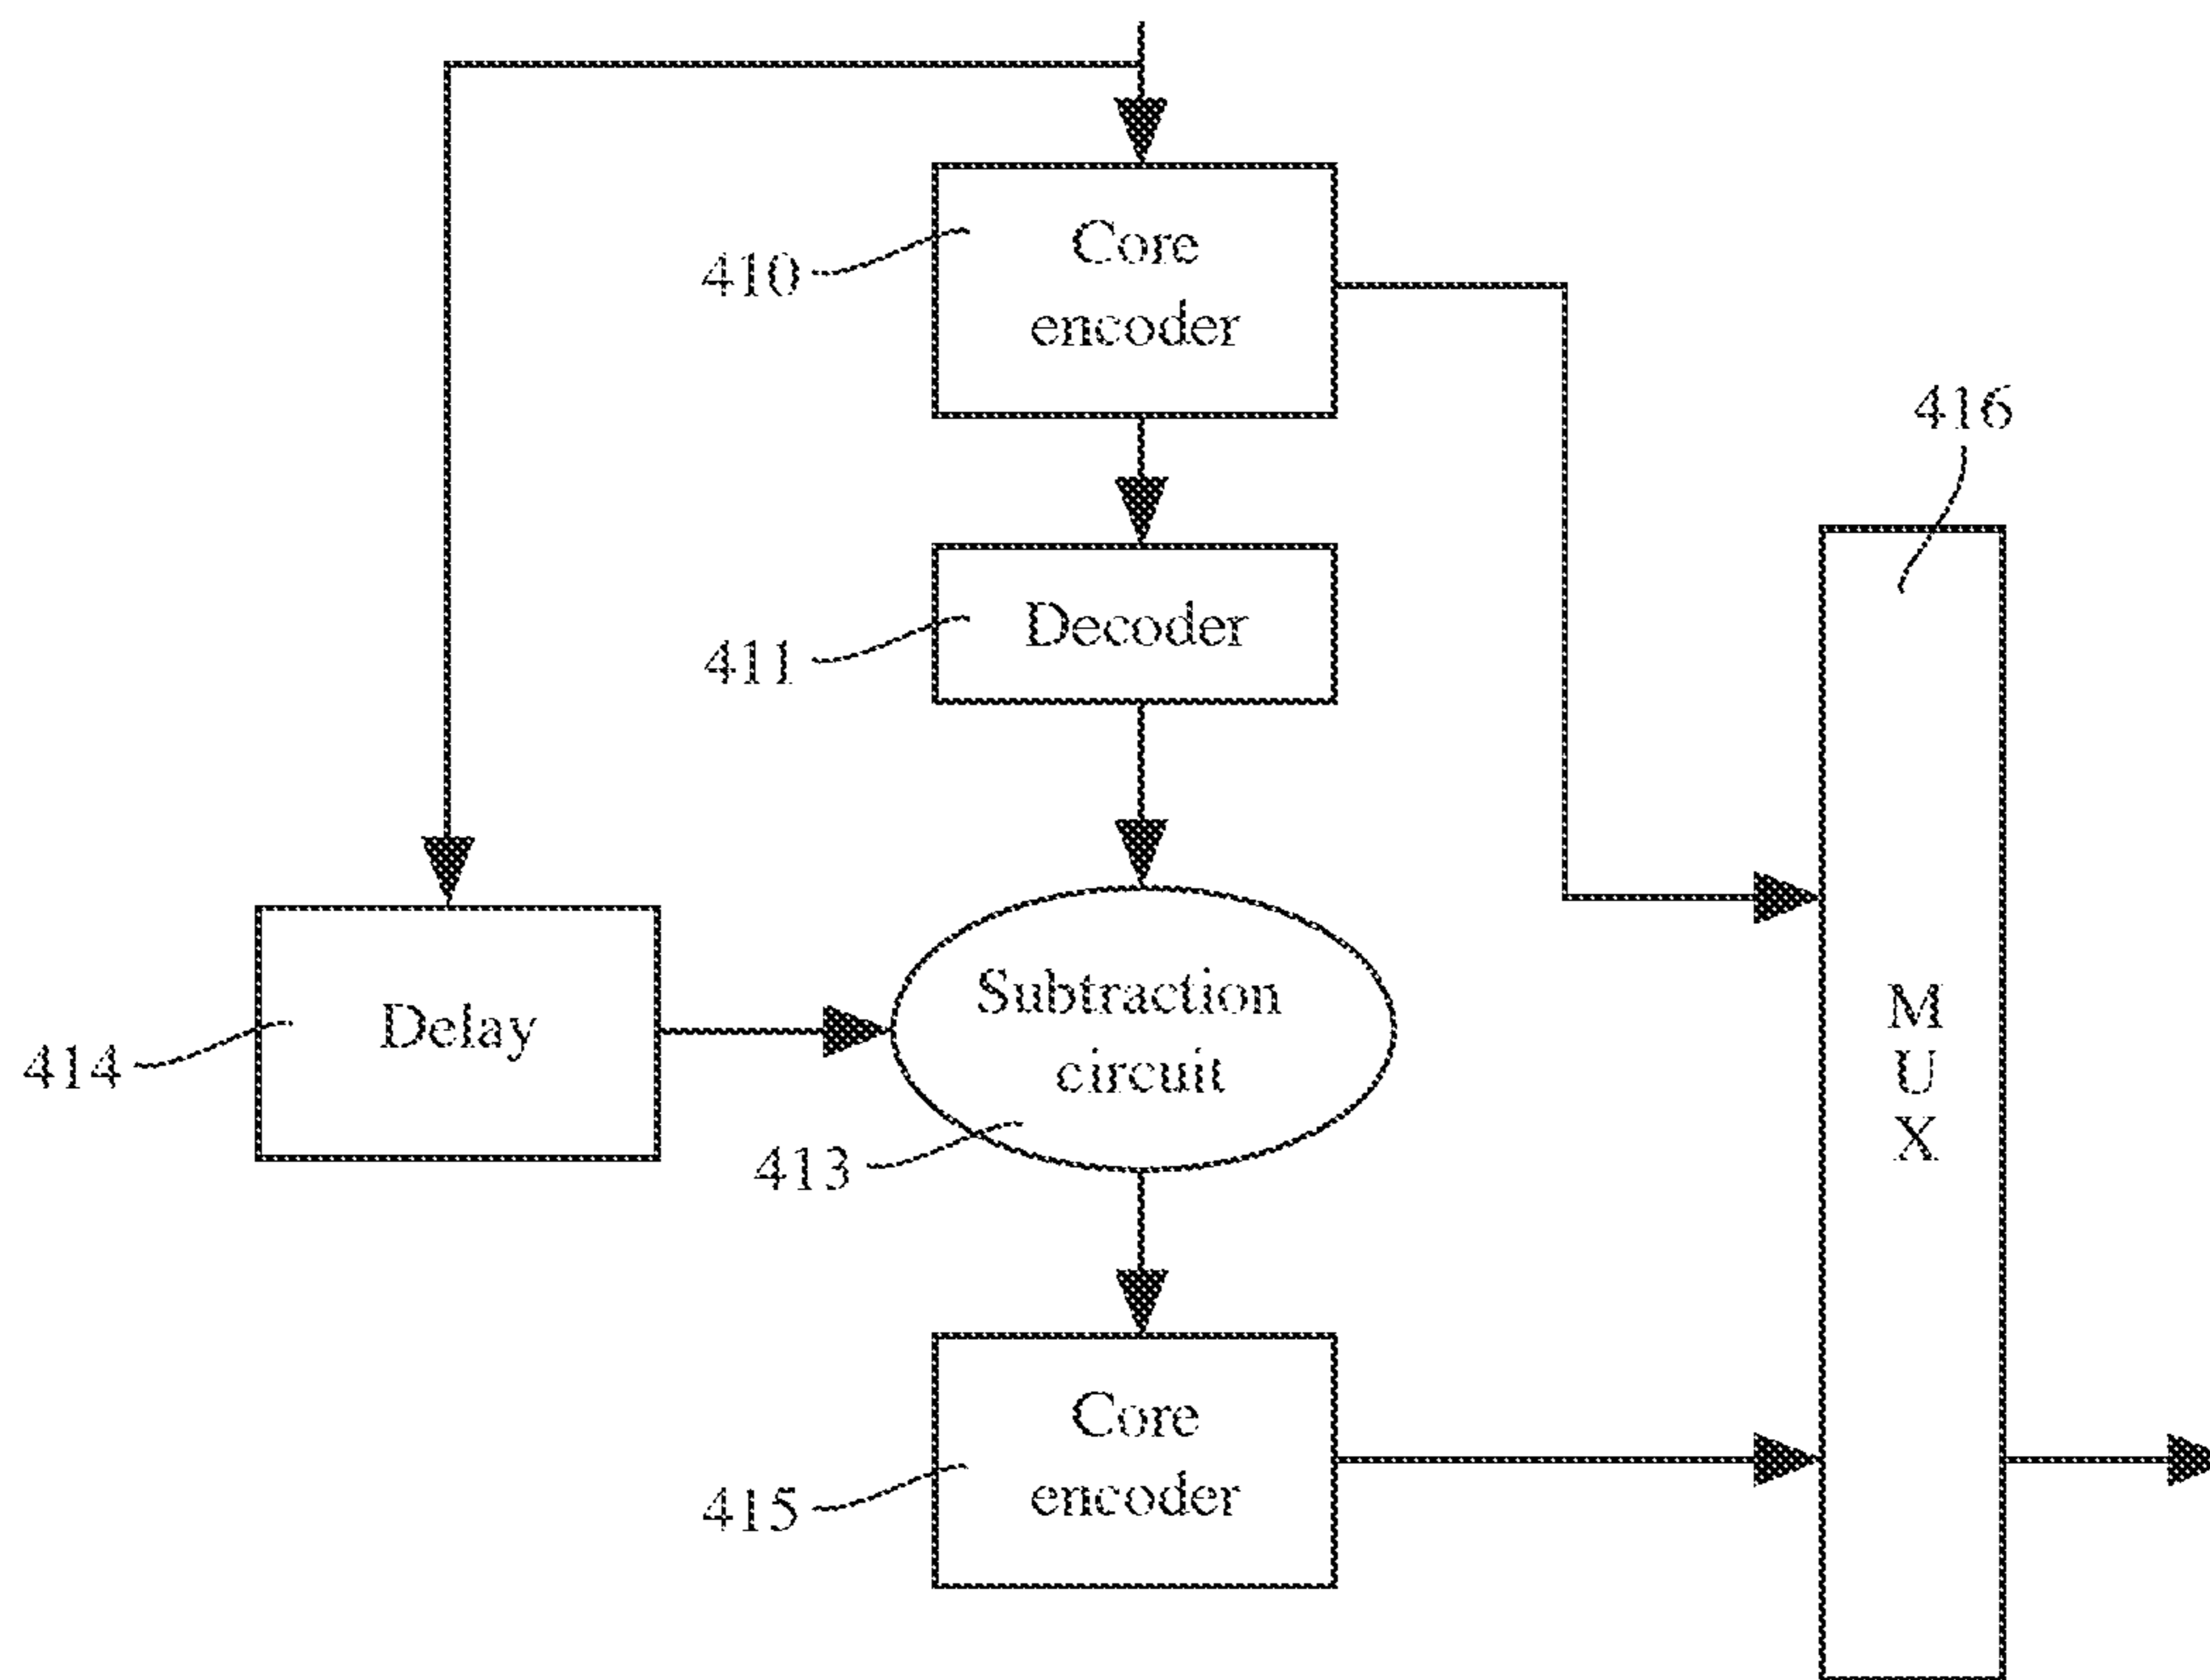 410
Core
encoder
416
411
Decoder
414
Delay
Subtraction
circuit
413
M
U
X
415
Core
encoder